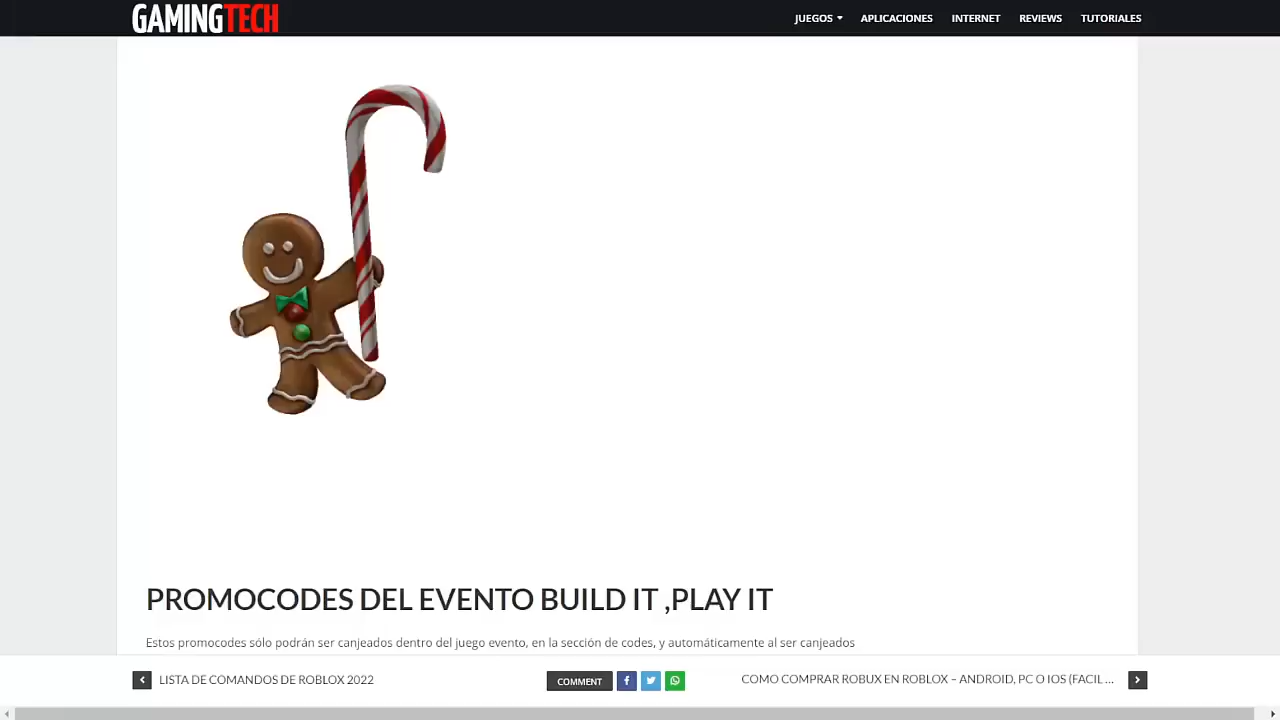 GAMINGTECH
JUEGOS APLICACIONES INTERNET REVIEWS TUTORIALES
PROMOCODES DEL EVENTO BUILD IT ,PLAY IT
Estos promocodes sólo podrán ser canjeados dentro del juego evento, en la sección de codes, y automáticamente al ser canjeados
LISTA DE COMANDOS DE ROBLOX 2022
COMMENT
COMO COMPRAR ROBUX EN ROBLOX – ANDROID, PC O IOS (FACIL ...